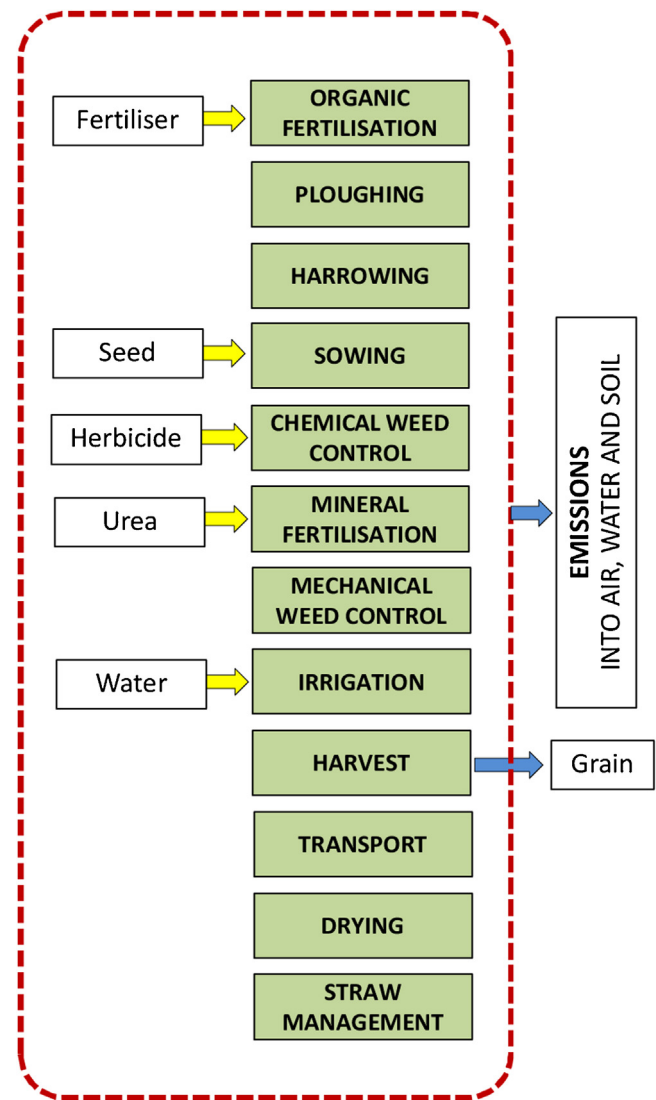 Fertiliser
ORGANIC
FERTILISATION
PLOUGHING
HARROWING
Seed
SOWING
Herbicide
CHEMICAL WEED
CONTROL
Urea
MINERAL
FERTILISATION
MECHANICAL
WEED CONTROL
Water
IRRIGATION
HARVEST
TRANSPORT
DRYING
STRAW
MANAGEMENT
EMISSIONS
INTO AIR, WATER AND SOIL
Grain